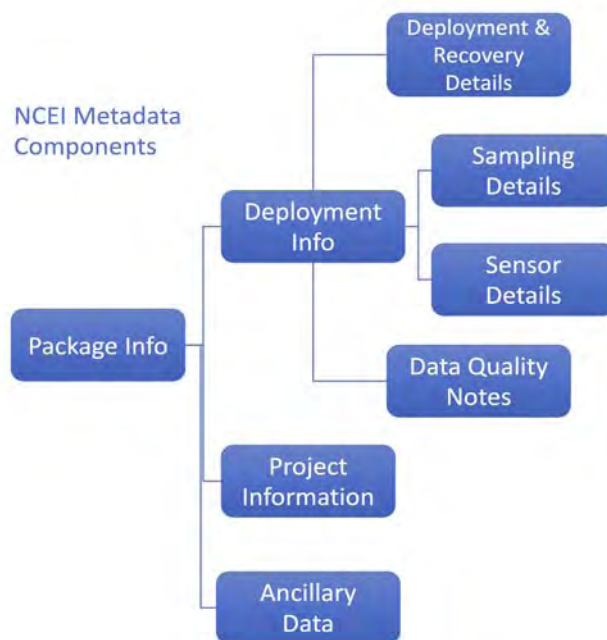 NCEI Metadata
Components
Deployment &
Recovery
Details
Sampling
Details
Deployment
Info
Sensor
Details
Package Info
Data Quality
Notes
Project
Information
Ancillary
Data